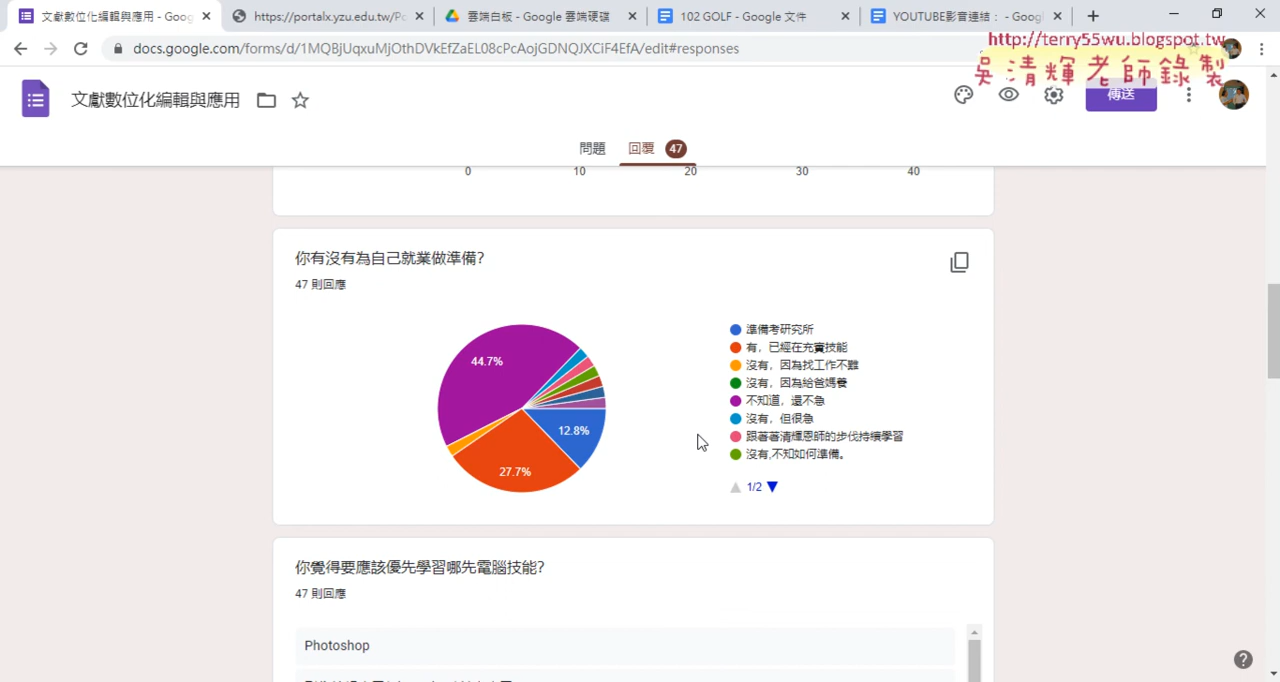 文獻數位化編輯與應用 - Goog
https://portalx.yzu.edu.tw/Po
雲端白板 - Google 雲端硬碟
102 GOLF - Google 文件
YOUTUBE影音連結： - Goog
docs.google.com/forms/d/1MQBjUqxuMjOthDVkEfZaEL08cPcAojGDNQJXCiF4EfA/edit#responses
http://terry55wu.blogspot.tw
吳清輝老師錄製
文獻數位化編輯與應用
傳送
問題
回覆 47
0 10 20 30 40
你有沒有為自己就業做準備?
47 則回應
44.7%
12.8%
27.7%
準備考研究所
有，已經在充實技能
沒有，因為找工作不難
沒有，因為給爸媽養
不知道，還不急
沒有，但很急
跟著著清輝恩師的步伐持續學習
沒有,不知如何準備。
1/2
你覺得要應該優先學習哪先電腦技能?
47 則回應
Photoshop